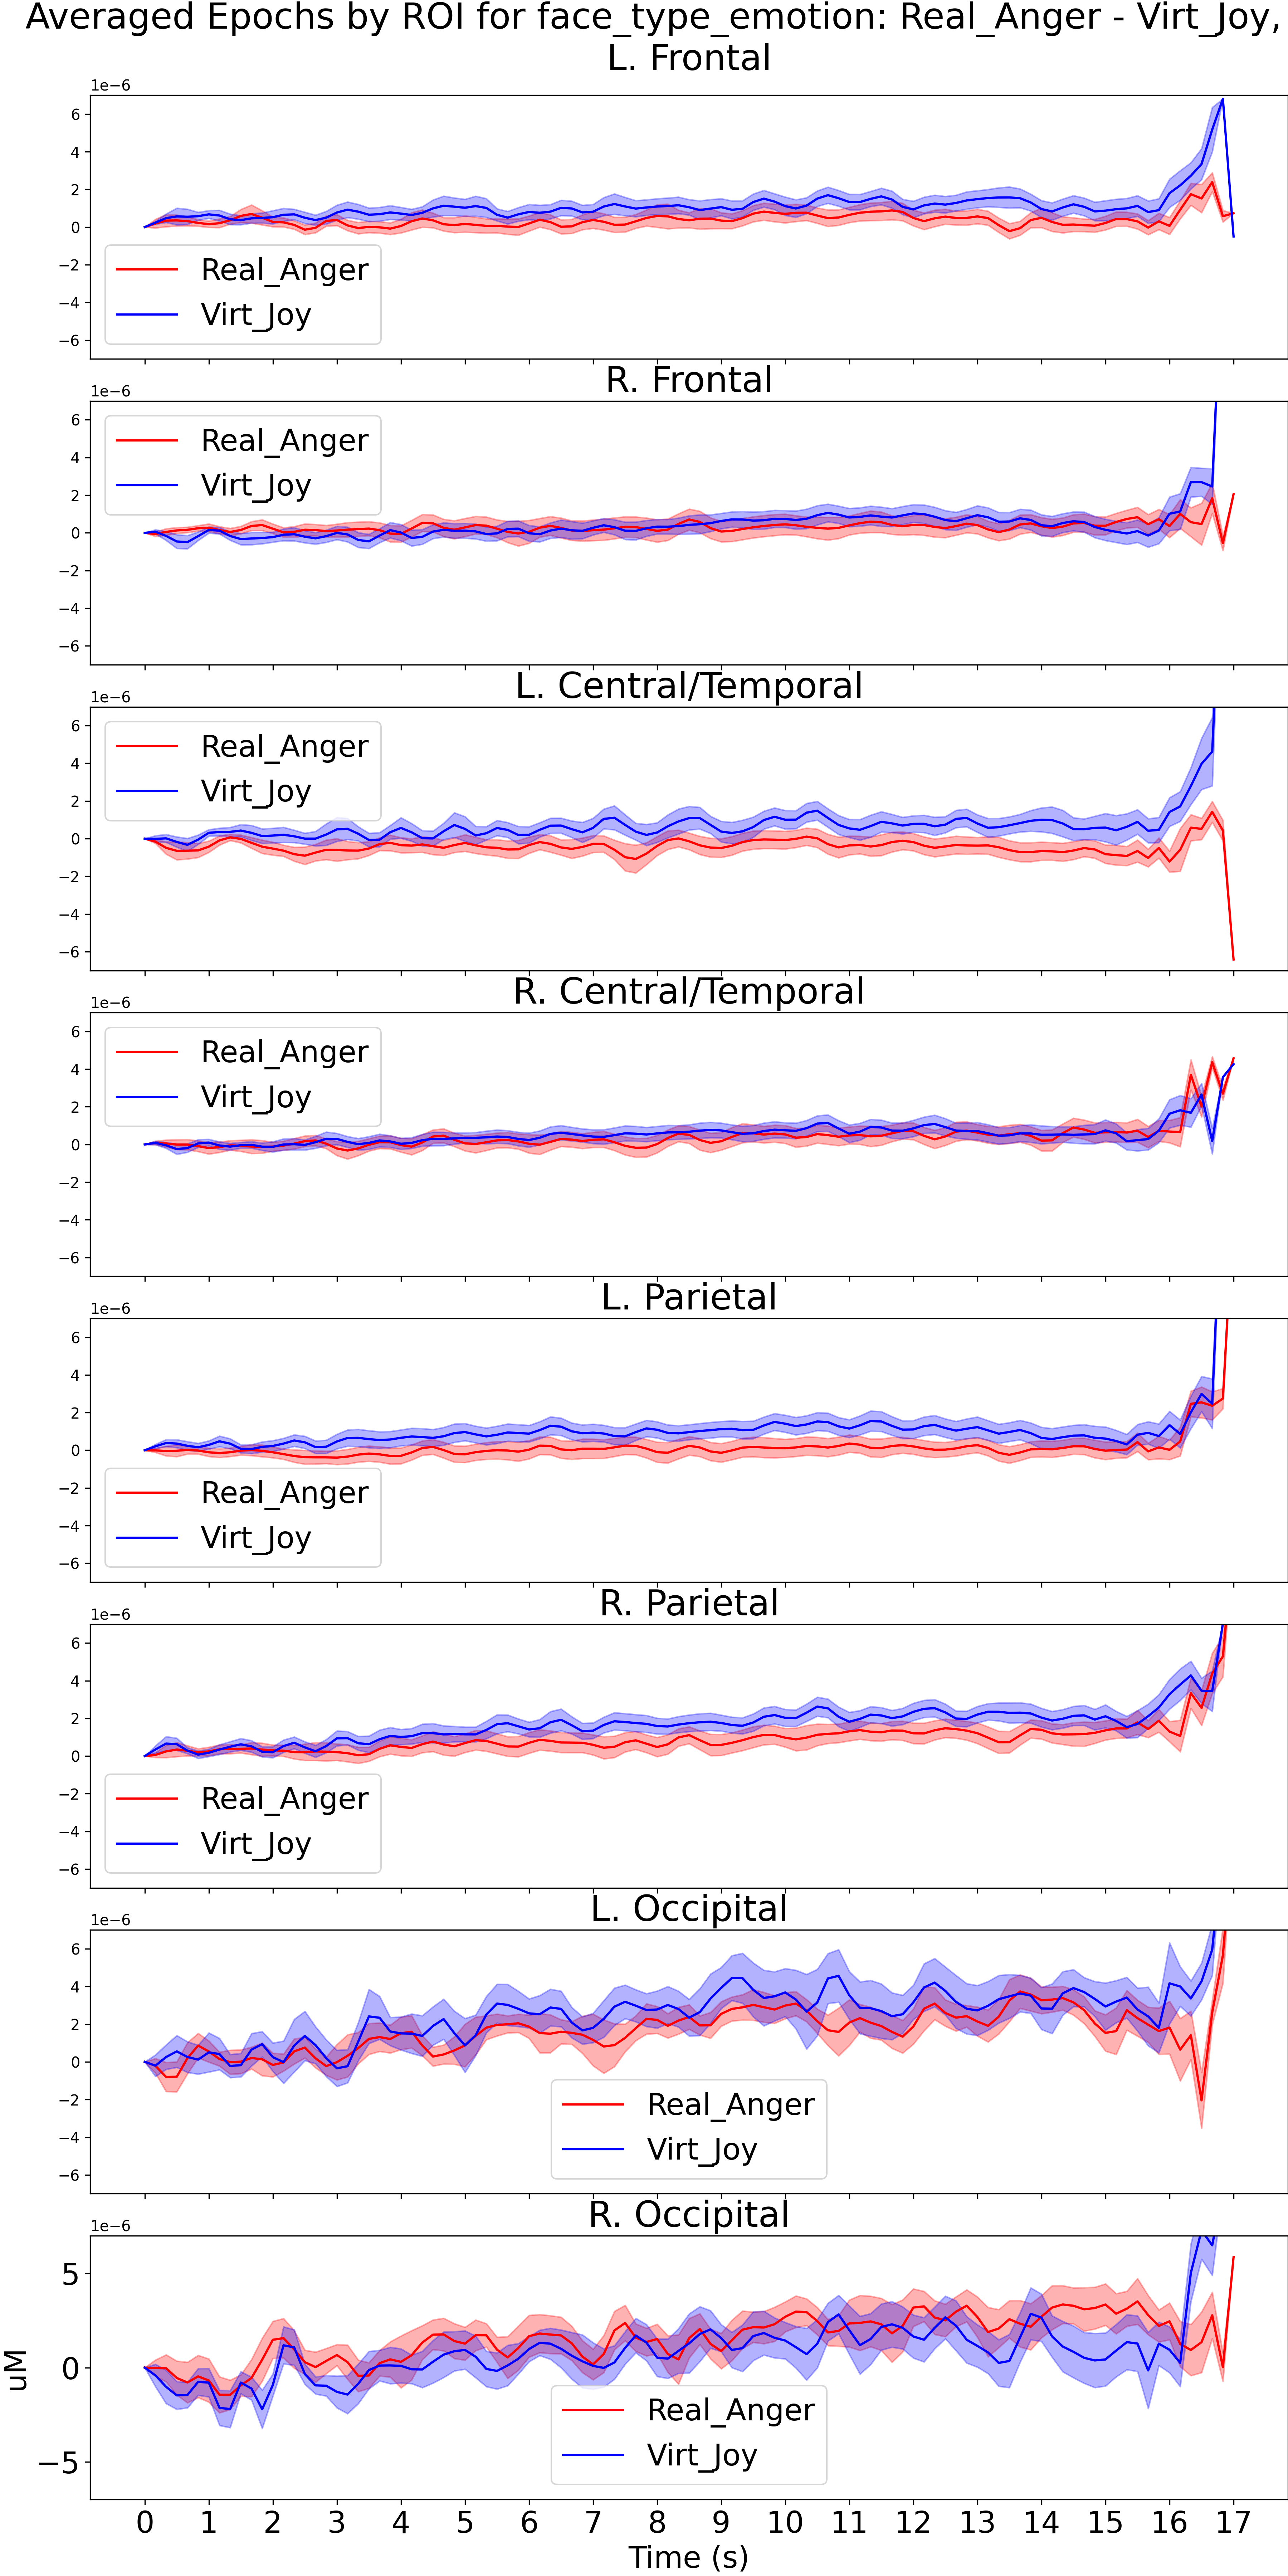 Averaged Epochs by ROI for face_type_emotion: Real_Anger - Virt_Joy,
L. Frontal
1e−6
6
4
2
0
−2
−4
−6
Real_Anger
Virt_Joy
R. Frontal
1e−6
6
4
2
0
−2
−4
−6
Real_Anger
Virt_Joy
L. Central/Temporal
1e−6
6
4
2
0
−2
−4
−6
Real_Anger
Virt_Joy
R. Central/Temporal
1e−6
6
4
2
0
−2
−4
−6
Real_Anger
Virt_Joy
L. Parietal
1e−6
6
4
2
0
−2
−4
−6
Real_Anger
Virt_Joy
R. Parietal
1e−6
6
4
2
0
−2
−4
−6
Real_Anger
Virt_Joy
L. Occipital
1e−6
6
4
2
0
−2
−4
−6
Real_Anger
Virt_Joy
R. Occipital
1e−6
5
0
−5
uM
Real_Anger
Virt_Joy
0 1 2 3 4 5 6 7 8 9 10 11 12 13 14 15 16 17
Time (s)